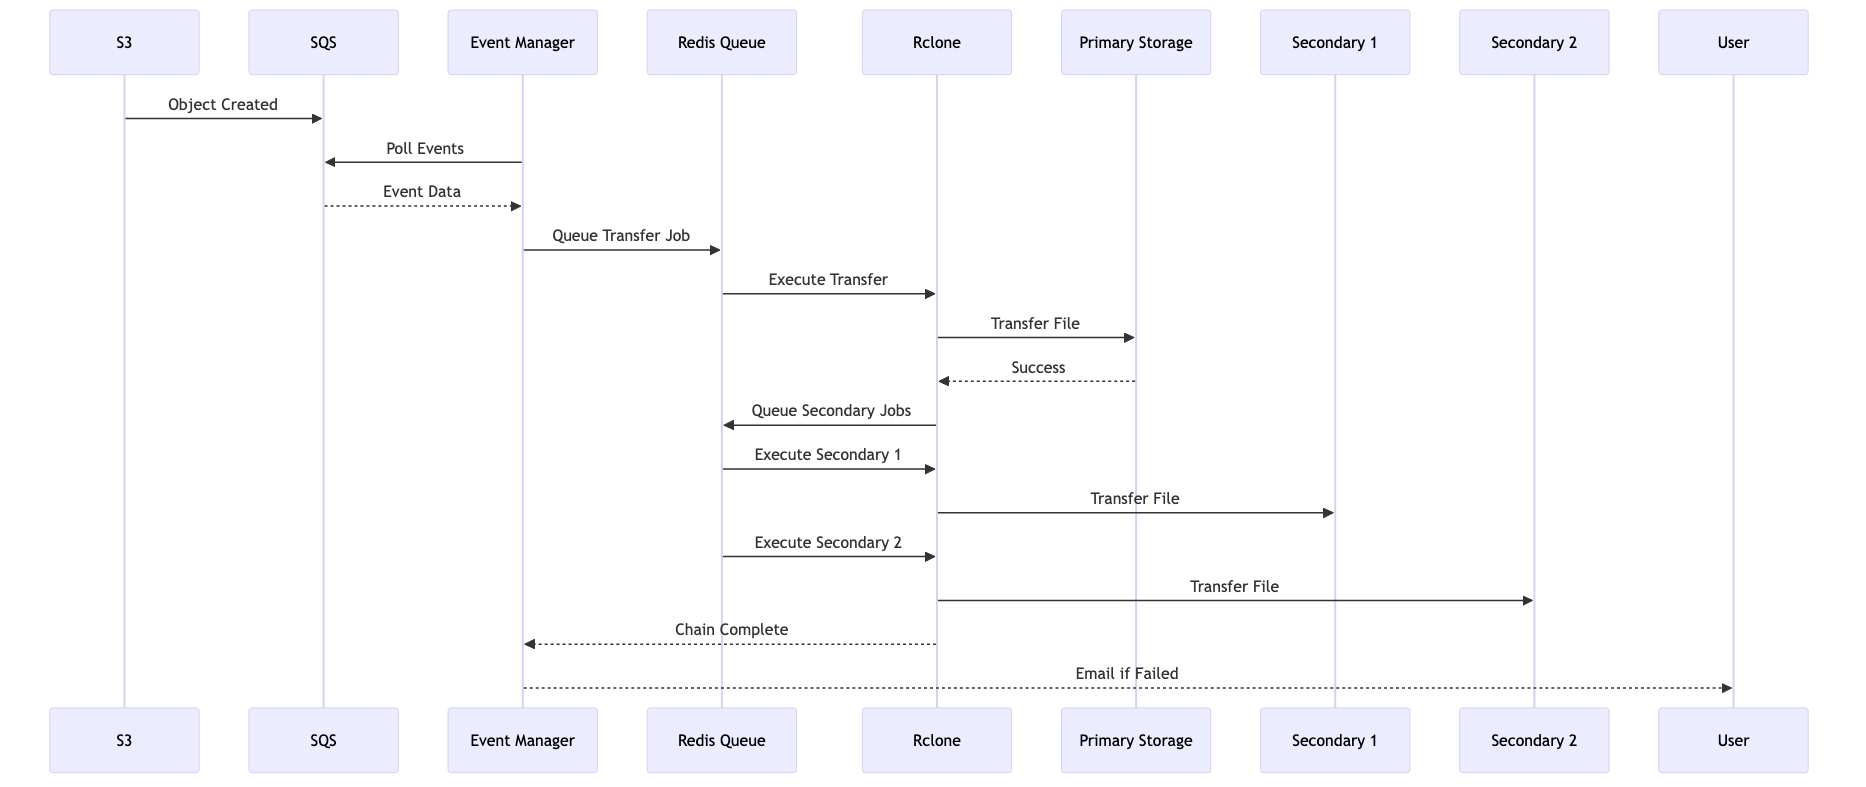 S3
SQS
Event Manager
Redis Queue
Rclone
Primary Storage
Secondary 1
Secondary 2
User
Object Created
Poll Events
Event Data
Queue Transfer Job
Execute Transfer
Transfer File
Success
Queue Secondary Jobs
Execute Secondary 1
Transfer File
Execute Secondary 2
Transfer File
Chain Complete
Email if Failed
S3
SQS
Event Manager
Redis Queue
Rclone
Primary Storage
Secondary 1
Secondary 2
User